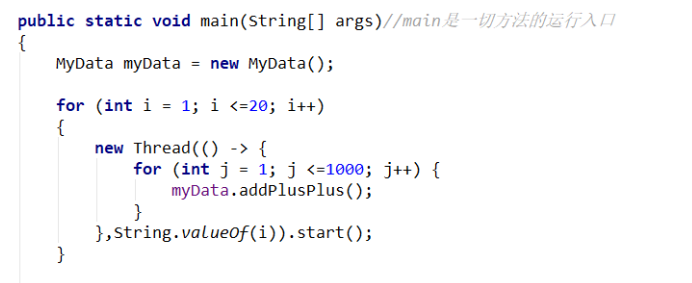 public static void main(String[] args)//main是一切方法的运行入口
{
MyData myData = new MyData();
for (int i = 1; i <=20; i++)
{
new Thread(() -> {
for (int j = 1; j <=1000; j++) {
myData.addPlusPlus();
}
},String.valueOf(i)).start();
}